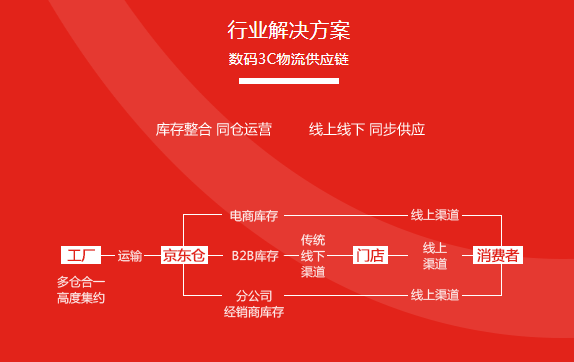 行业解决方案
数码3C物流供应链
库存整合 同仓运营
线上线下 同步供应
电商库存
线上渠道
工厂
运输
京东仓
B2B库存
传统
线下
渠道
门店
线上
渠道
消费者
多仓合一
高度集约
分公司
经销商库存
线上渠道